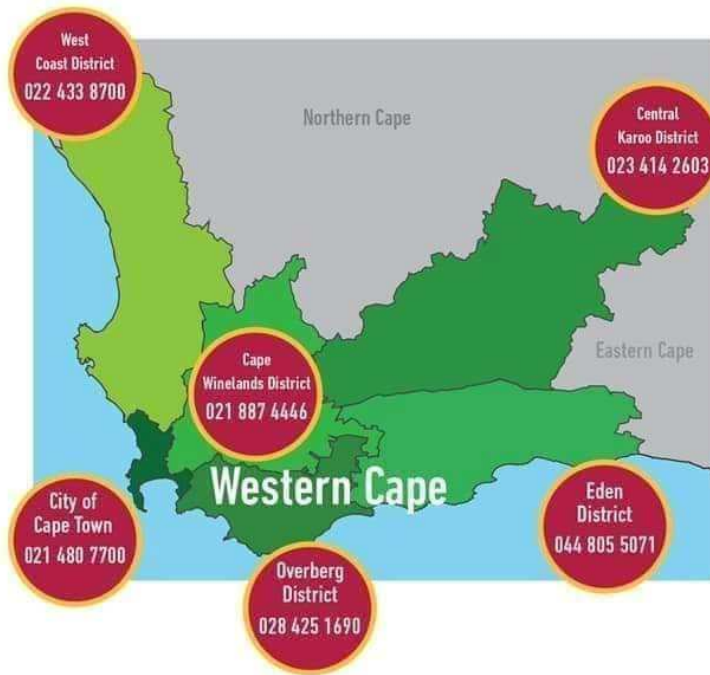 West
Coast District
022 433 8700
Northern Cape
Central
Karoo District
023 414 2603
Eastern Cape
Cape
Winelands District
021 887 4446
Western Cape
City of
Cape Town
021 480 7700
Eden
District
044 805 5071
Overberg
District
028 425 1690